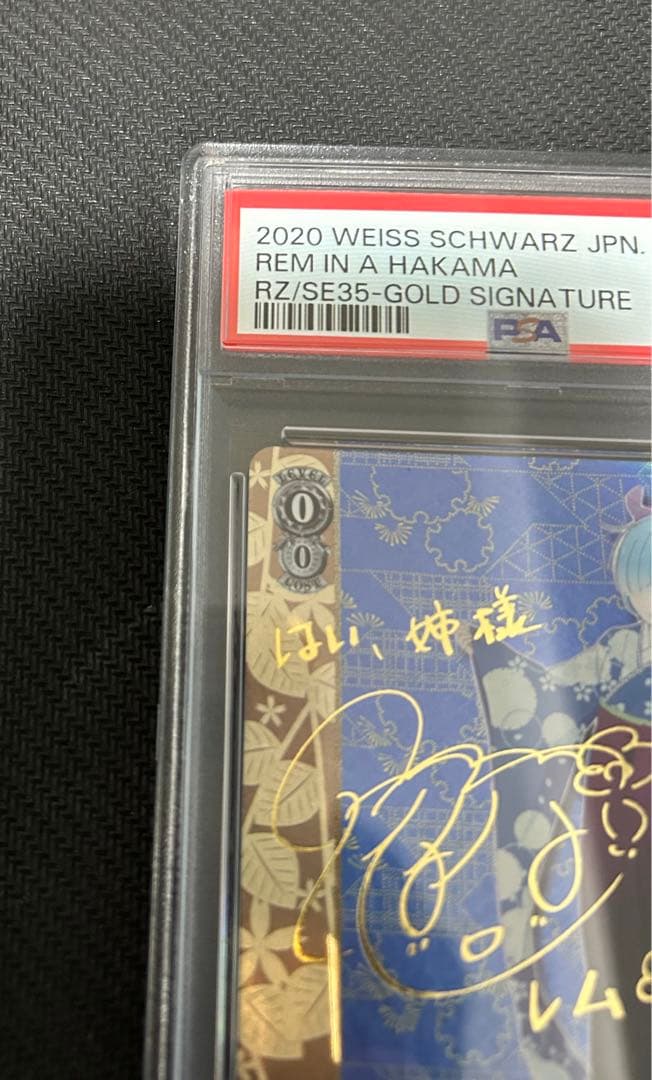 2020 WEISS SCHWARZ JPN.
REM IN A HAKAMA
RZ/SE35-GOLD SIGNATURE
PSA
LEVEL
0
0
COST
はい、姉様
レム